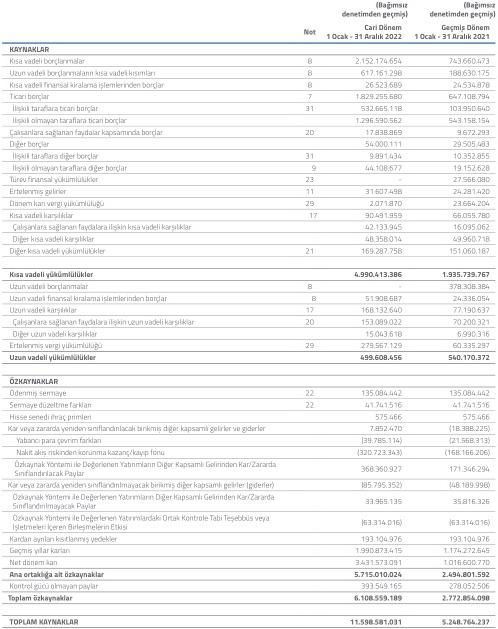 (Bağımsız (Bağımsız
denetimden geçmiş) denetimden geçmiş)
Cari Dönem Geçmiş Dönem
Not 1 Ocak - 31 Aralık 2022 1 Ocak - 31 Aralık 2021
KAYNAKLAR
Kısa vadeli borçlanmalar 8 2.152.174.654 743.660.473
Uzun vadeli borçlanmaların kısa vadeli kısımları 8 617.161.298 188.630.175
Kısa vadeli finansal kiralama işlemlerinden borçlar 8 26.523.689 24.534.878
Ticari borçlar 7 1.829.255.680 647.108.794
İlişkili taraflara ticari borçlar 31 532.665.118 103.950.640
İlişkili olmayan taraflara ticari borçlar 1.296.590.562 543.158.154
Çalışanlara sağlanan faydalar kapsamında borçlar 20 17.838.869 9.672.293
Diğer borçlar 54.000.111 29.505.483
İlişkili taraflara diğer borçlar 31 9.891.434 10.352.855
İlişkili olmayan taraflara diğer borçlar 9 44.108.677 19.152.628
Türev finansal yükümlülükler 23 - 27.566.080
Ertelenmiş gelirler 11 31.607.498 24.281.420
Dönem karı vergi yükümlülüğü 29 2.071.870 23.664.204
Kısa vadeli karşılıklar 17 90.491.959 66.055.780
Çalışanlara sağlanan faydalara ilişkin kısa vadeli karşılıklar 42.133.945 16.095.062
Diğer kısa vadeli karşılıklar 48.358.014 49.960.718
Diğer kısa vadeli yükümlülükler 21 169.287.758 151.060.187
Kısa vadeli yükümlülükler 4.990.413.386 1.935.739.767
Uzun vadeli borçlanmalar 8 - 378.308.384
Uzun vadeli finansal kiralama işlemlerinden borçlar 8 51.908.687 24.336.054
Uzun vadeli karşılıklar 17 168.132.640 77.190.637
Çalışanlara sağlanan faydalara ilişkin uzun vadeli karşılıklar 20 153.089.022 70.200.321
Diğer uzun vadeli karşılıklar 15.043.618 6.990.316
Ertelenmiş vergi yükümlülüğü 29 279.567.129 60.335.297
Uzun vadeli yükümlülükler 499.608.456 540.170.372
ÖZKAYNAKLAR
Ödenmiş sermaye 22 135.084.442 135.084.442
Sermaye düzeltme farkları 22 41.741.516 41.741.516
Hisse senedi ihraç primleri 575.466 575.466
Kar veya zararda yeniden sınıflandırılacak birikmiş diğer kapsamlı gelirler ve giderler 7.852.470 (18.388.225)
Yabancı para çevrim farkları (39.785.114) (21.568.313)
Nakit akış riskinden korunma kazanç/kayıp fonu (320.723.343) (168.166.206)
Özkaynak Yöntemi ile Değerlenen Yatırımların Diğer Kapsamlı Gelirinden Kar/Zararda
Sınıflandırılacak Paylar 368.360.927 171.346.294
Kar veya zararda yeniden sınıflandırılmayacak birikmiş diğer kapsamlı gelirler (giderler) (85.795.352) (48.189.998)
Özkaynak Yöntemi ile Değerlenen Yatırımların Diğer Kapsamlı Gelirinden Kar/Zararda
Sınıflandırılmayacak Paylar 33.965.135 35.816.326
Özkaynak Yöntemi ile Değerlenen Yatırımlardaki Ortak Kontrole Tabi Teşebbüs veya
İşletmeleri İçeren Birleşmelerin Etkisi (63.314.016) (63.314.016)
Kardan ayrılan kısıtlanmış yedekler 193.104.976 193.104.976
Geçmiş yıllar karları 1.990.873.415 1.174.272.645
Net dönem karı 3.431.573.091 1.016.600.770
Ana ortaklığa ait özkaynaklar 5.715.010.024 2.494.801.592
Kontrol gücü olmayan paylar 393.549.165 278.052.506
Toplam özkaynaklar 6.108.559.189 2.772.854.098
TOPLAM KAYNAKLAR 11.598.581.031 5.248.764.237